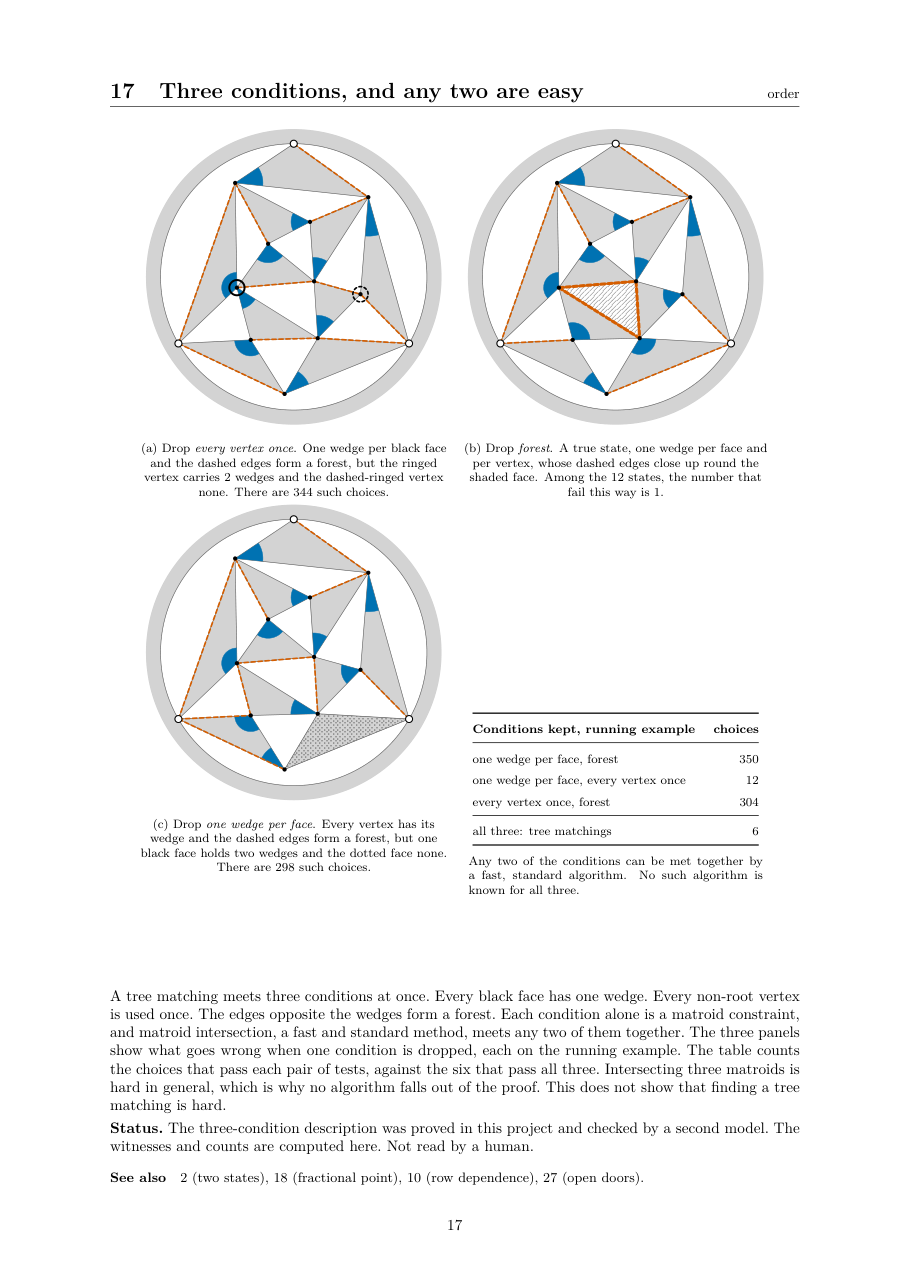 17 Three conditions, and any two are easy
order
(a) Drop every vertex once. One wedge per black face
and the dashed edges form a forest, but the ringed
vertex carries 2 wedges and the dashed-ringed vertex
none. There are 344 such choices.
(b) Drop forest. A true state, one wedge per face and
per vertex, whose dashed edges close up round the
shaded face. Among the 12 states, the number that
fail this way is 1.
(c) Drop one wedge per face. Every vertex has its
wedge and the dashed edges form a forest, but one
black face holds two wedges and the dotted face none.
There are 298 such choices.
Conditions kept, running example choices
one wedge per face, forest 350
one wedge per face, every vertex once 12
every vertex once, forest 304
all three: tree matchings 6
Any two of the conditions can be met together by
a fast, standard algorithm. No such algorithm is
known for all three.
A tree matching meets three conditions at once. Every black face has one wedge. Every non-root vertex
is used once. The edges opposite the wedges form a forest. Each condition alone is a matroid constraint,
and matroid intersection, a fast and standard method, meets any two of them together. The three panels
show what goes wrong when one condition is dropped, each on the running example. The table counts
the choices that pass each pair of tests, against the six that pass all three. Intersecting three matroids is
hard in general, which is why no algorithm falls out of the proof. This does not show that finding a tree
matching is hard.
Status. The three-condition description was proved in this project and checked by a second model. The
witnesses and counts are computed here. Not read by a human.
See also 2 (two states), 18 (fractional point), 10 (row dependence), 27 (open doors).
17